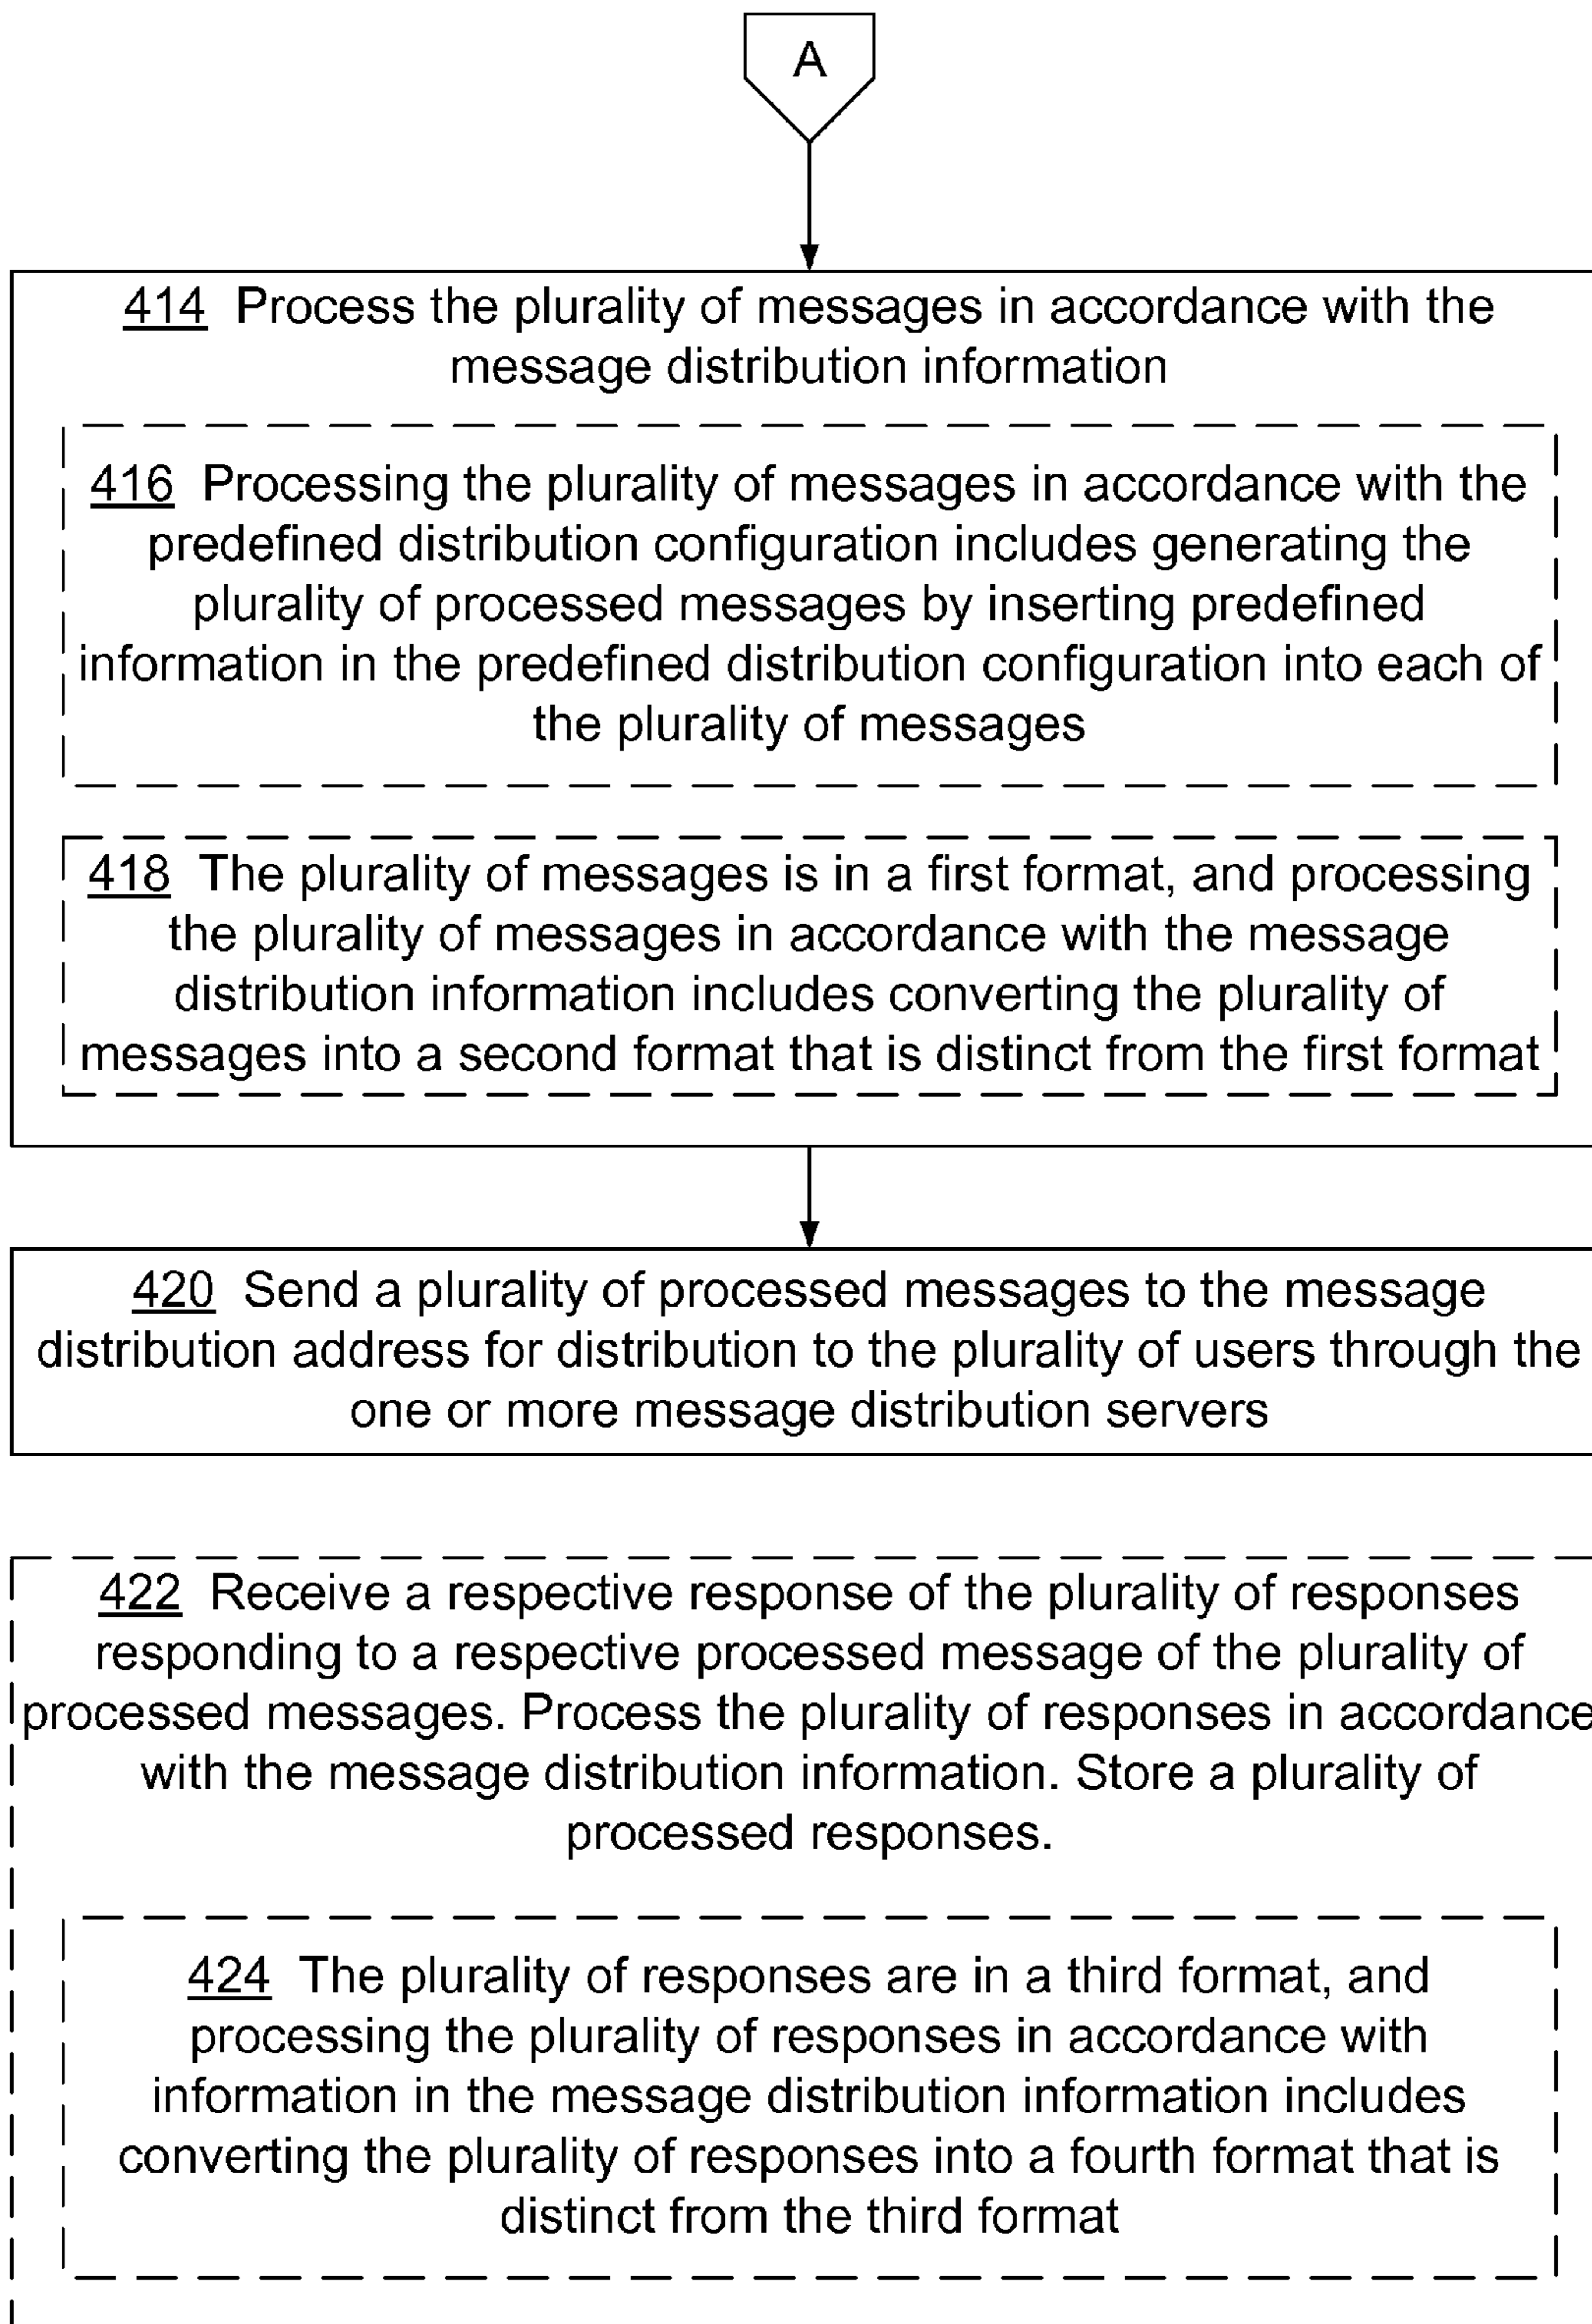 A
414 Process the plurality of messages in accordance with the
message distribution information
416 Processing the plurality of messages in accordance with the
predefined distribution configuration includes generating the
plurality of processed messages by inserting predefined
information in the predefined distribution configuration into each of
the plurality of messages
418 The plurality of messages is in a first format, and processing
the plurality of messages in accordance with the message
distribution information includes converting the plurality of
messages into a second format that is distinct from the first format
420 Send a plurality of processed messages to the message
distribution address for distribution to the plurality of users through the
one or more message distribution servers
422 Receive a respective response of the plurality of responses
responding to a respective processed message of the plurality of
processed messages. Process the plurality of responses in accordance
with the message distribution information. Store a plurality of
processed responses.
424 The plurality of responses are in a third format, and
processing the plurality of responses in accordance with
information in the message distribution information includes
converting the plurality of responses into a fourth format that is
distinct from the third format